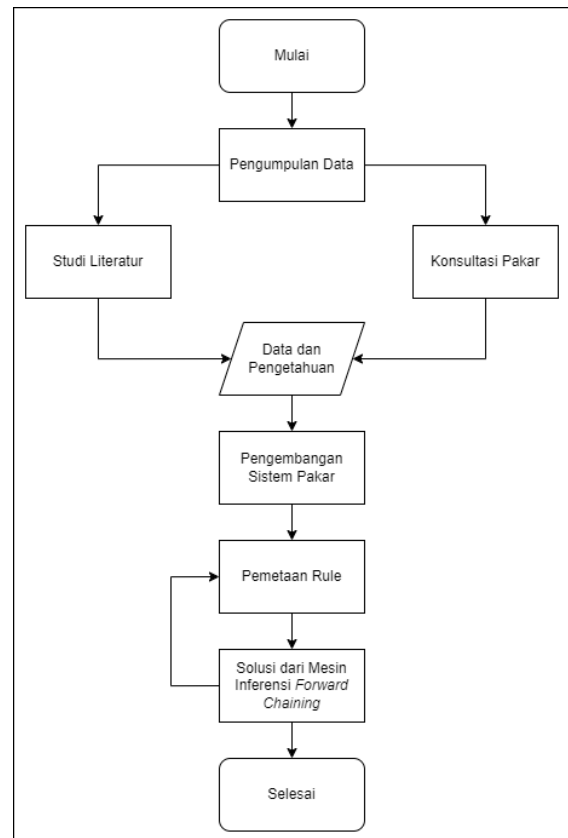 Mulai
Pengumpulan Data
Studi Literatur
Konsultasi Pakar
Data dan
Pengetahuan
Pengembangan
Sistem Pakar
Pemetaan Rule
Solusi dari Mesin
Inferensi Forward
Chaining
Selesai